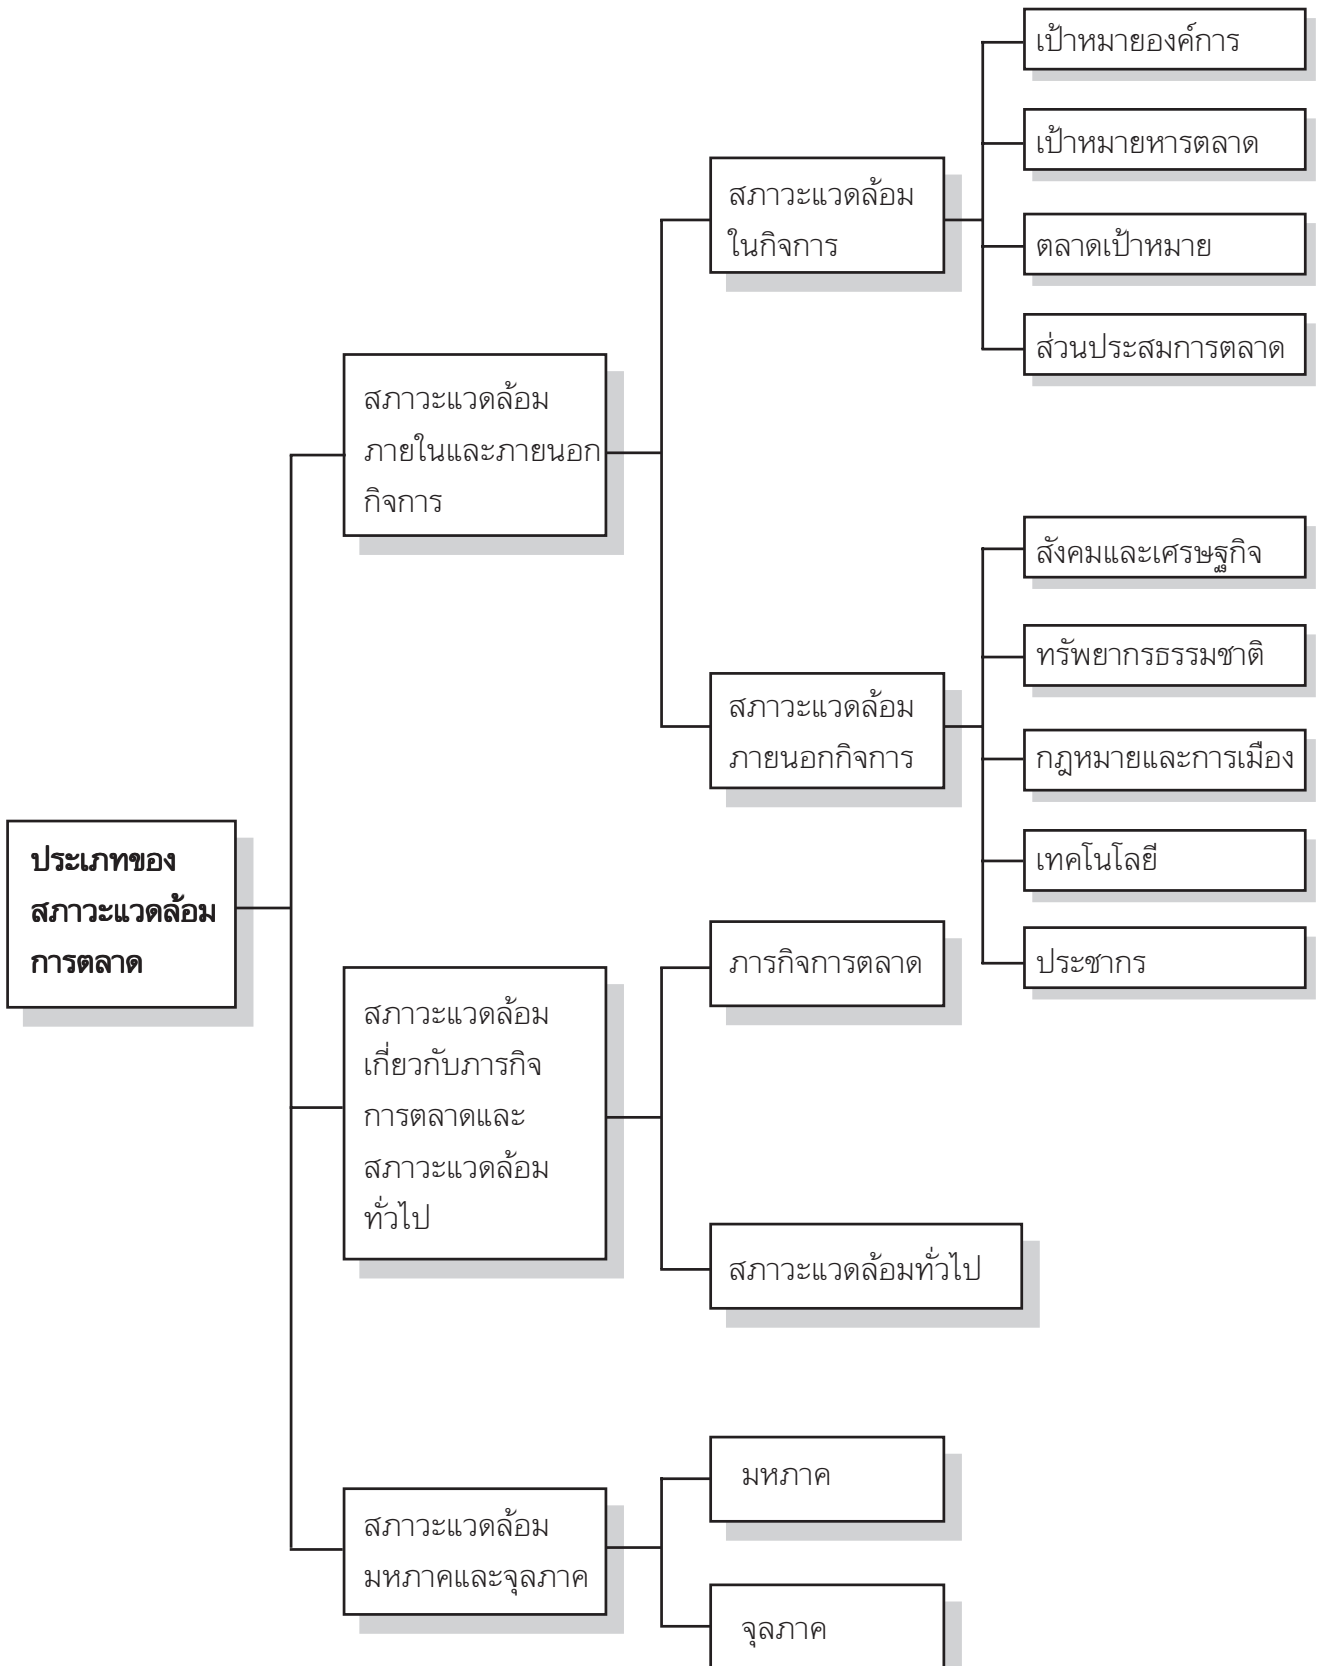 ประเภทของ
สภาวะแวดล้อม
การตลาด
สภาวะแวดล้อม
ภายในและภายนอก
กิจการ
สภาวะแวดล้อม
ในกิจการ
เป้าหมายองค์การ
เป้าหมายหารตลาด
ตลาดเป้าหมาย
ส่วนประสมการตลาด
สภาวะแวดล้อม
ภายนอกกิจการ
สังคมและเศรษฐกิจ
ทรัพยากรธรรมชาติ
กฎหมายและการเมือง
เทคโนโลยี
ประชากร
สภาวะแวดล้อม
เกี่ยวกับภารกิจ
การตลาดและ
สภาวะแวดล้อม
ทั่วไป
ภารกิจการตลาด
สภาวะแวดล้อมทั่วไป
สภาวะแวดล้อม
มหภาคและจุลภาค
มหภาค
จุลภาค